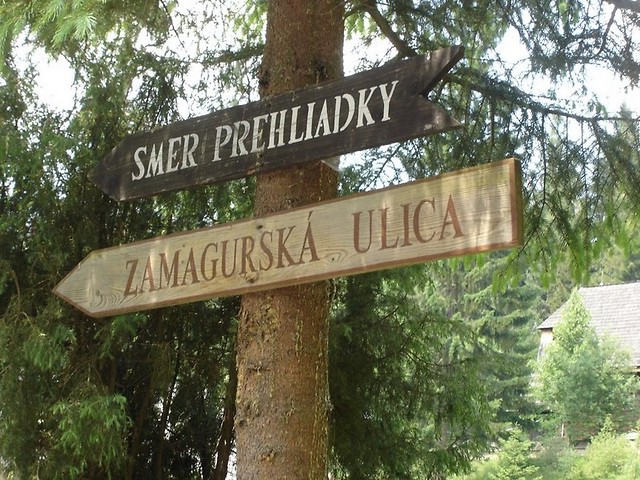 SMER PREHLIADKY
ZAMAGURSKÁ ULICA